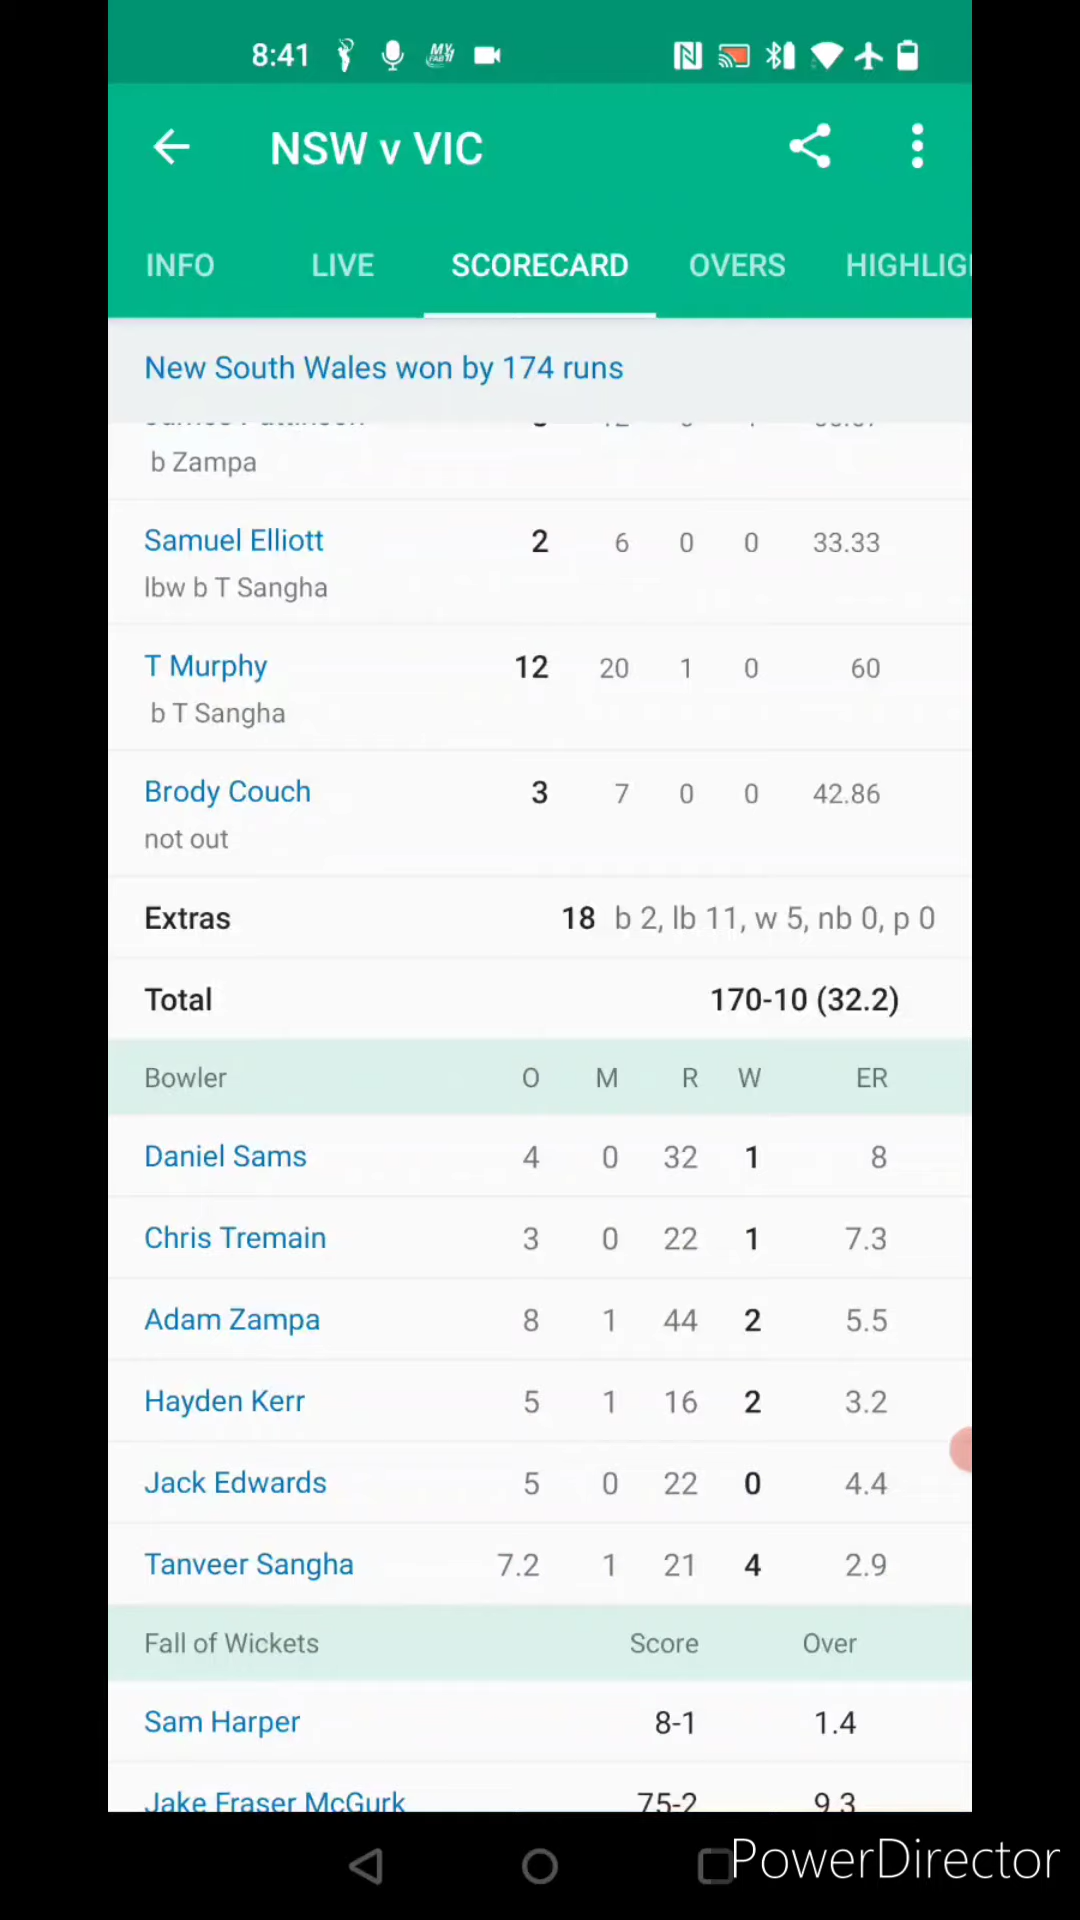 8:41
NSW v VIC
INFO LIVE SCORECARD OVERS HIGHLIG
New South Wales won by 174 runs
b Zampa
Samuel Elliott 2 6 0 0 33.33
lbw b T Sangha
T Murphy 12 20 1 0 60
b T Sangha
Brody Couch 3 7 0 0 42.86
not out
Extras 18 b 2, lb 11, w 5, nb 0, p 0
Total 170-10 (32.2)
Bowler O M R W ER
Daniel Sams 4 0 32 1 8
Chris Tremain 3 0 22 1 7.3
Adam Zampa 8 1 44 2 5.5
Hayden Kerr 5 1 16 2 3.2
Jack Edwards 5 0 22 0 4.4
Tanveer Sangha 7.2 1 21 4 2.9
Fall of Wickets Score Over
Sam Harper 8-1 1.4
Jake Fraser McGurk 75-2 9.3
PowerDirector